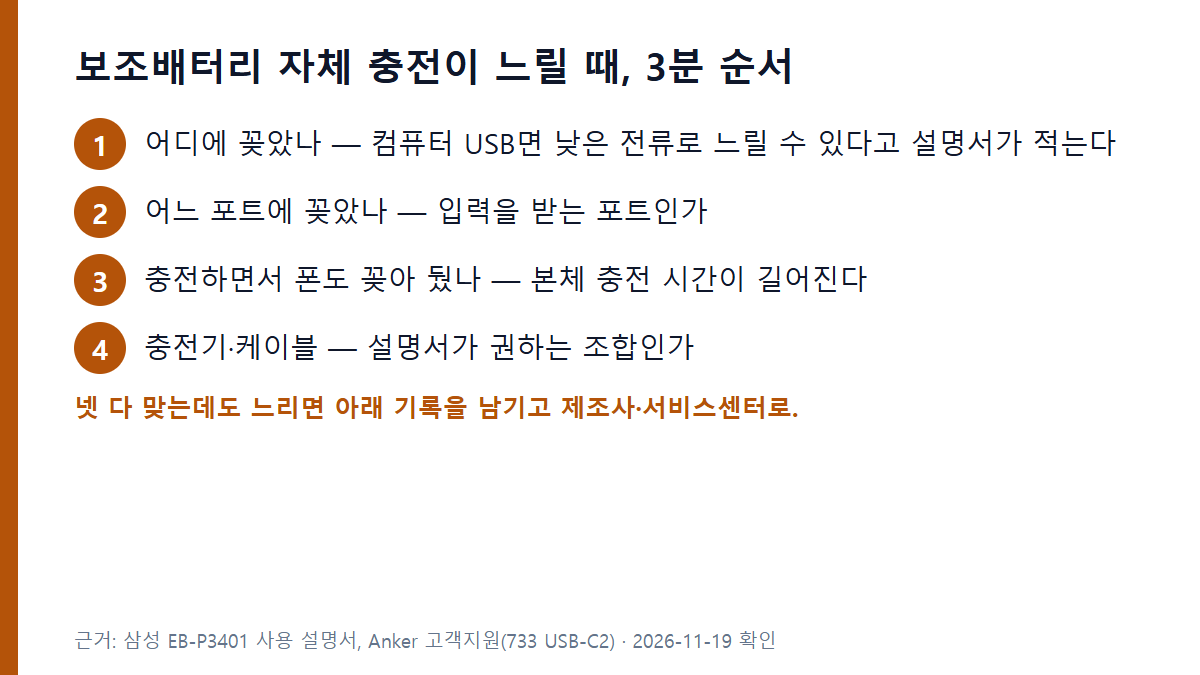 보조배터리 자체 충전이 느릴 때, 3분 순서
1 어디에 꽂았나 — 컴퓨터 USB면 낮은 전류로 느릴 수 있다고 설명서가 적는다
2 어느 포트에 꽂았나 — 입력을 받는 포트인가
3 충전하면서 폰도 꽂아 뒀나 — 본체 충전 시간이 길어진다
4 충전기·케이블 — 설명서가 권하는 조합인가
넷 다 맞는데도 느리면 아래 기록을 남기고 제조사·서비스센터로.
근거: 삼성 EB-P3401 사용 설명서, Anker 고객지원(733 USB-C2) · 2026-11-19 확인